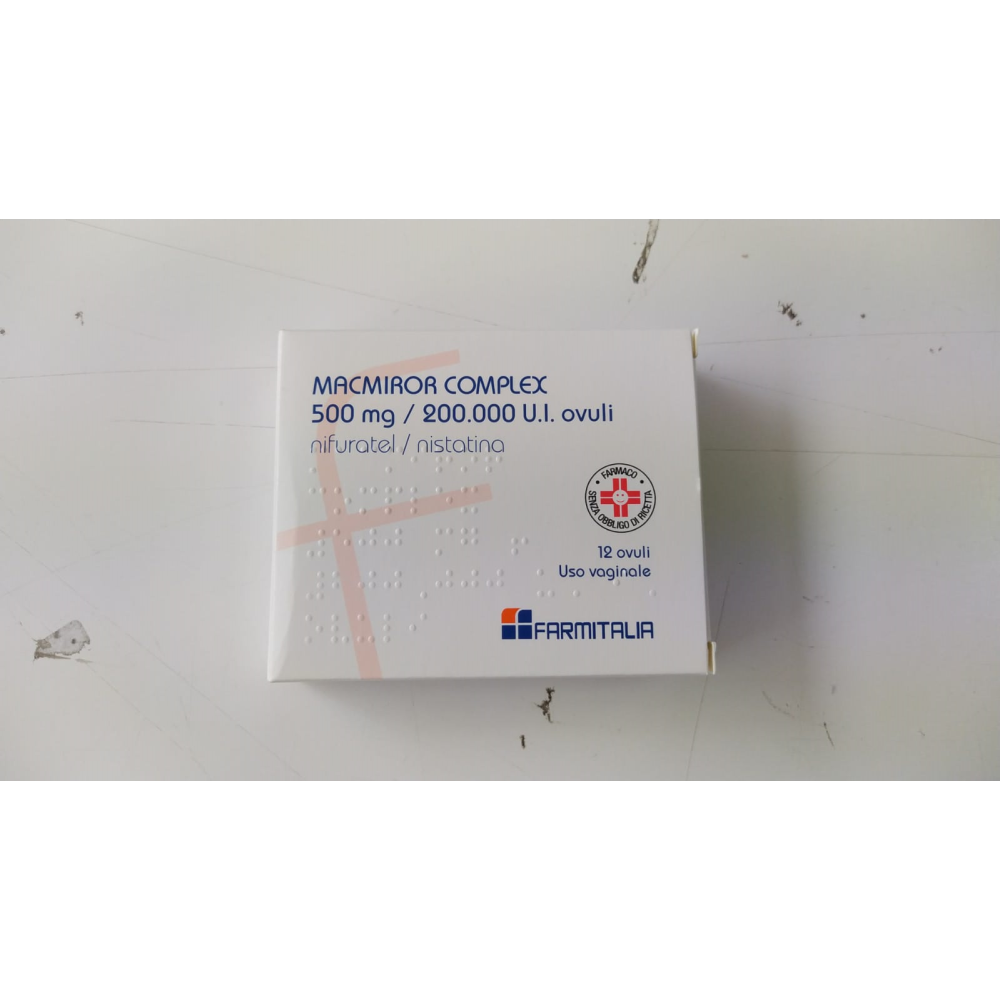 MACMIROR COMPLEX
500 mg / 200.000 U.I. ovuli
nifuratel / nistatina
FARMACO
SENZA OBBLIGO DI RICETTA
12 ovuli
Uso vaginale
FARMITALIA